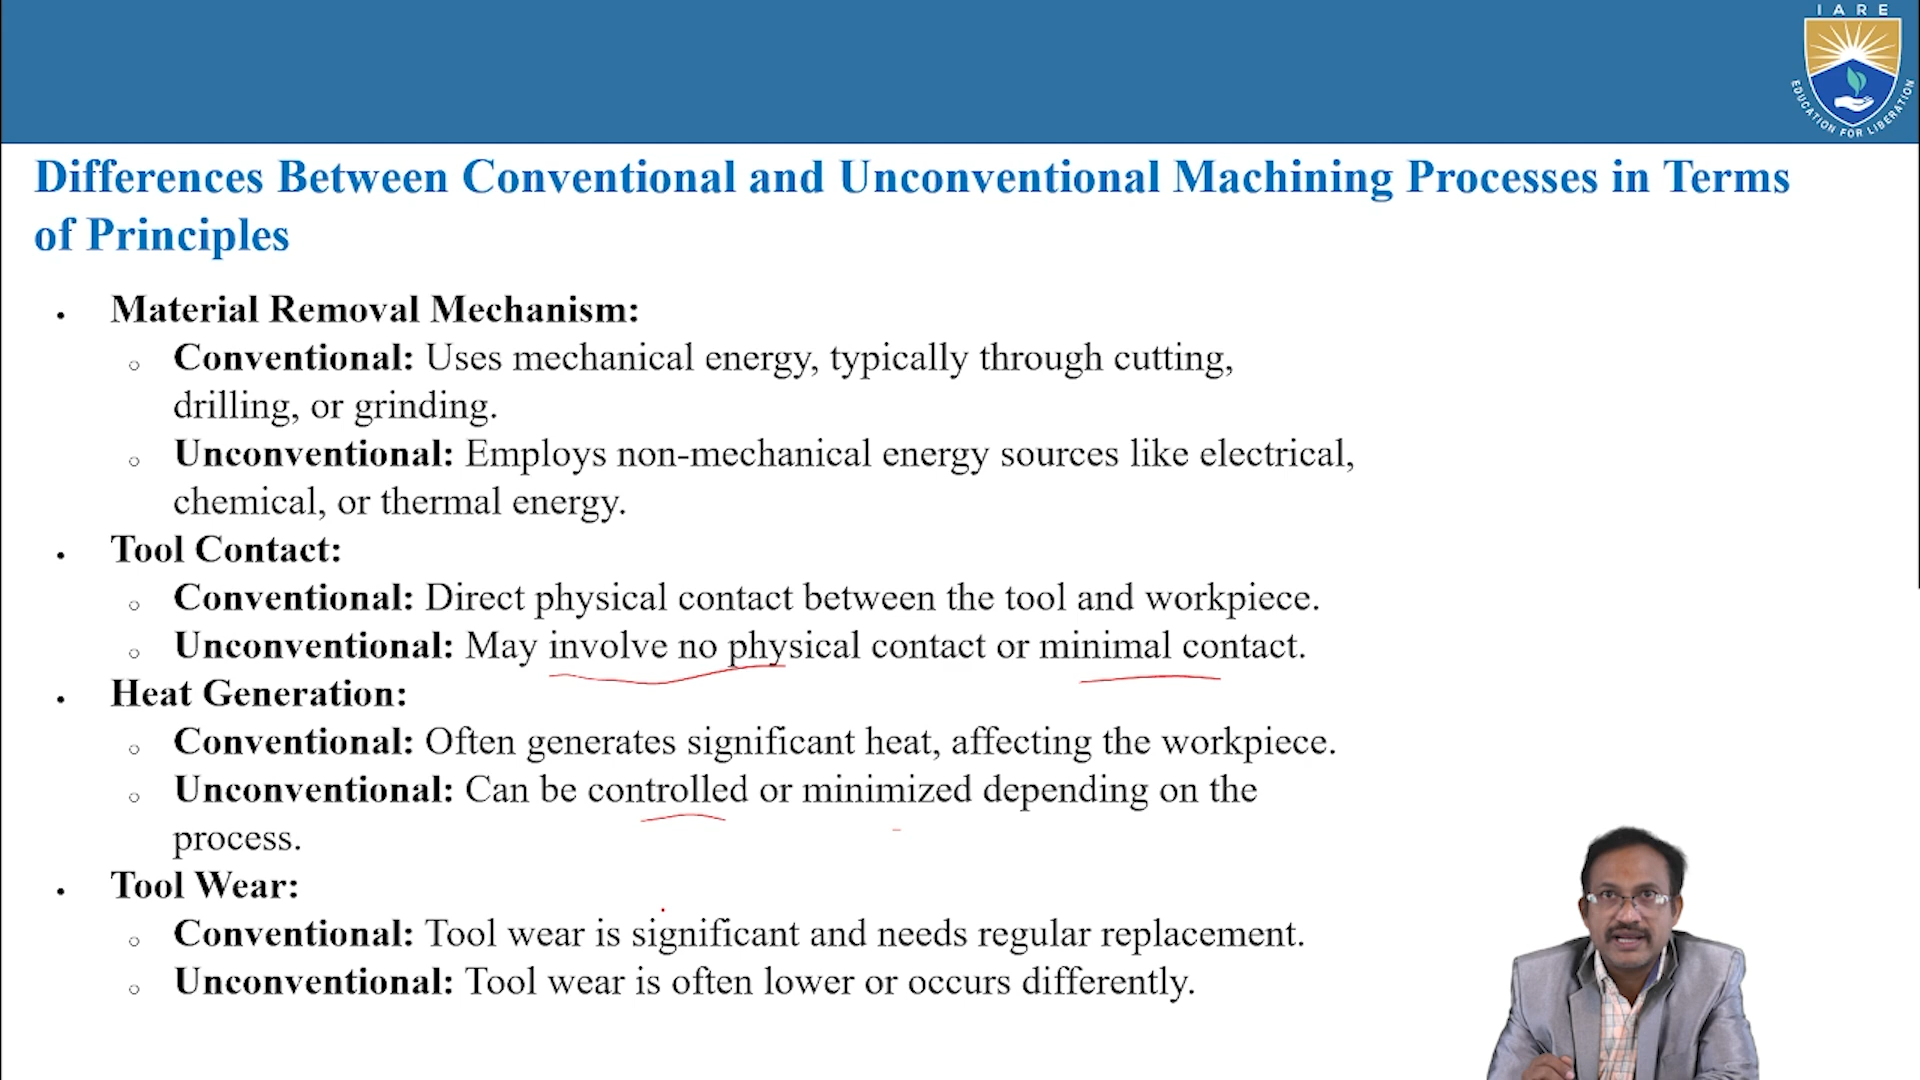 IARE
EDUCATION FOR LIBERATION
Differences Between Conventional and Unconventional Machining Processes in Terms
of Principles
• Material Removal Mechanism:
○ Conventional: Uses mechanical energy, typically through cutting,
drilling, or grinding.
○ Unconventional: Employs non-mechanical energy sources like electrical,
chemical, or thermal energy.
• Tool Contact:
○ Conventional: Direct physical contact between the tool and workpiece.
○ Unconventional: May involve no physical contact or minimal contact.
• Heat Generation:
○ Conventional: Often generates significant heat, affecting the workpiece.
○ Unconventional: Can be controlled or minimized depending on the
process.
• Tool Wear:
○ Conventional: Tool wear is significant and needs regular replacement.
○ Unconventional: Tool wear is often lower or occurs differently.